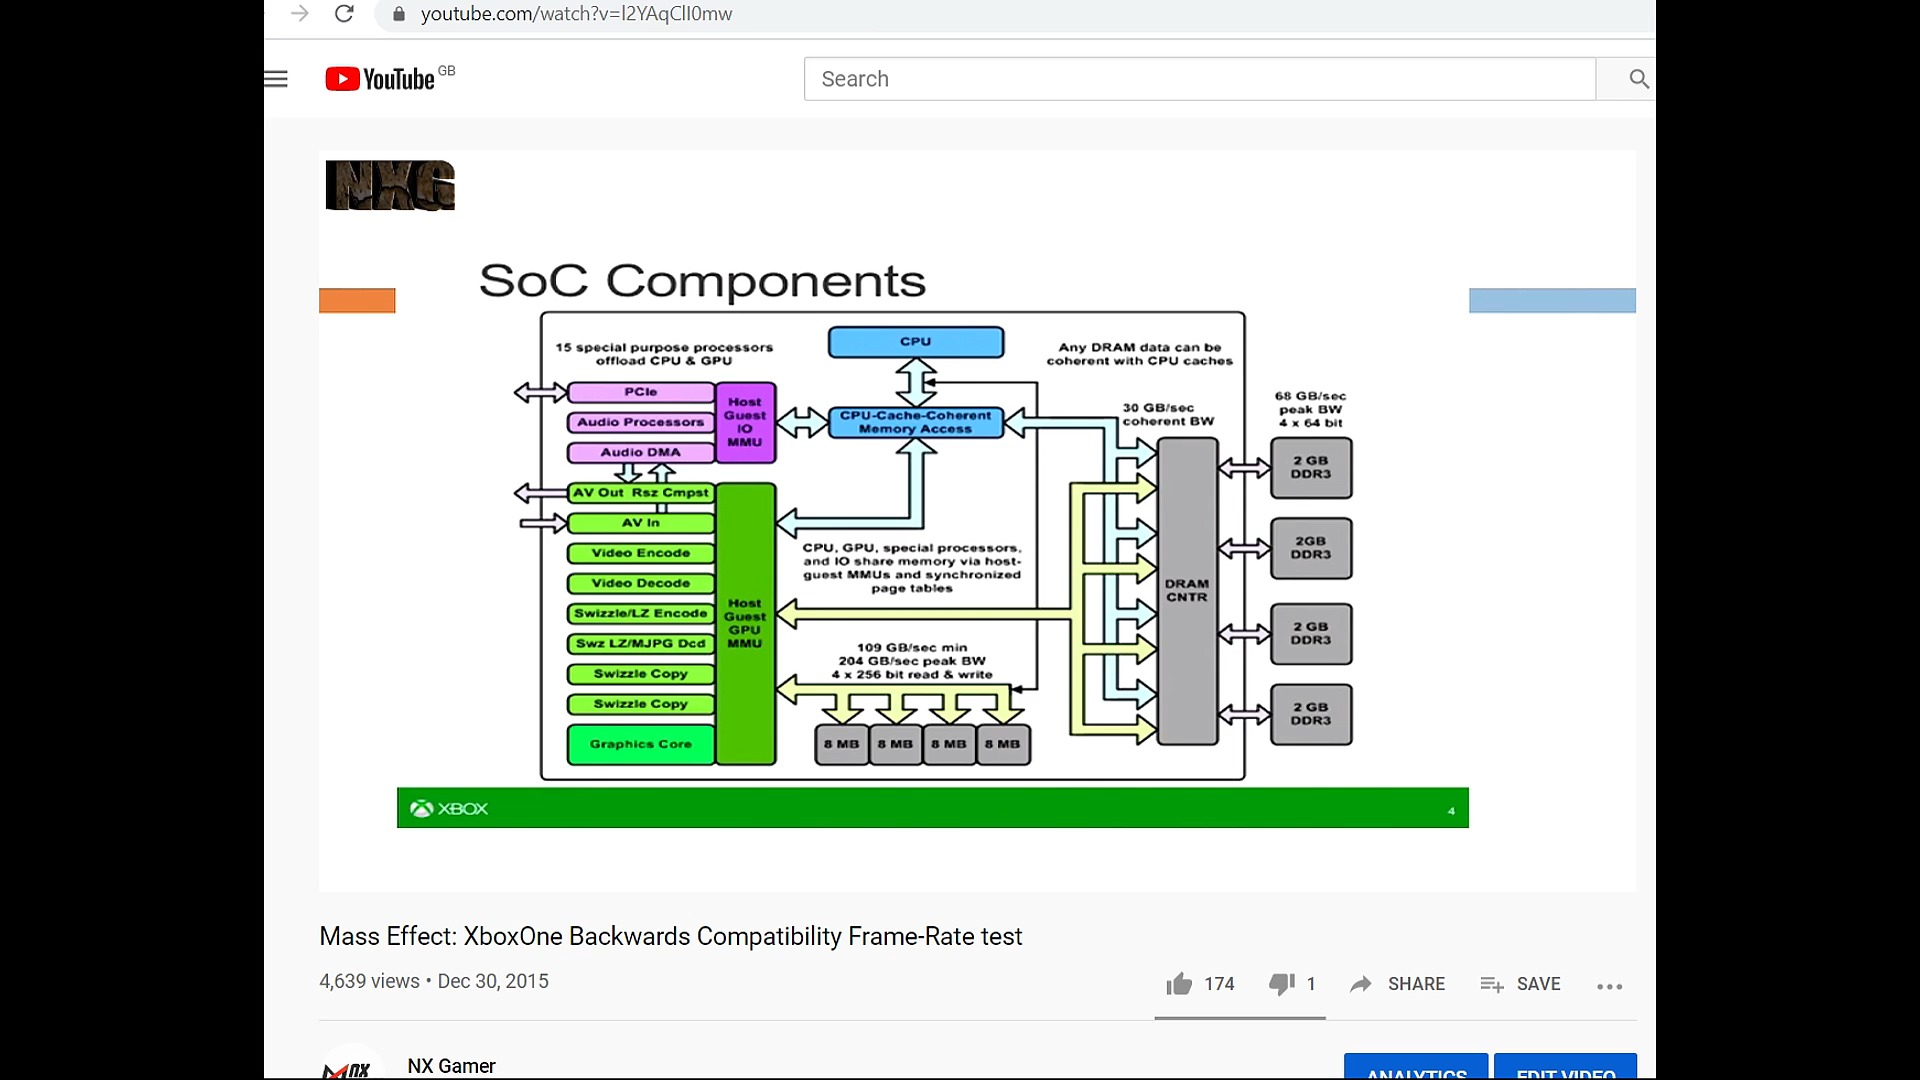 youtube.com/watch?v=l2YAqClI0mw
YouTube GB
Search
NXG
SoC Components
15 special purpose processors
offload CPU & GPU
CPU
Any DRAM data can be
coherent with CPU caches
PCIe
Audio Processors
Audio DMA
Host
Guest
IO
MMU
CPU-Cache-Coherent
Memory Access
30 GB/sec
coherent BW
68 GB/sec
peak BW
4 x 64 bit
2 GB
DDR3
AV Out Rsz Cmpst
AV In
Video Encode
Video Decode
Swizzle/LZ Encode
Swz LZ/MJPG Dcd
Swizzle Copy
Swizzle Copy
Graphics Core
Host
Guest
GPU
MMU
CPU, GPU, special processors,
and IO share memory via host-
guest MMUs and synchronized
page tables
109 GB/sec min
204 GB/sec peak BW
4 x 256 bit read & write
8 MB
8 MB
8 MB
8 MB
DRAM
CNTR
2GB
DDR3
2 GB
DDR3
2 GB
DDR3
XBOX
4
Mass Effect: XboxOne Backwards Compatibility Frame-Rate test
4,639 views • Dec 30, 2015
174
1
SHARE
SAVE
NX Gamer
ANALYTICS
EDIT VIDEO